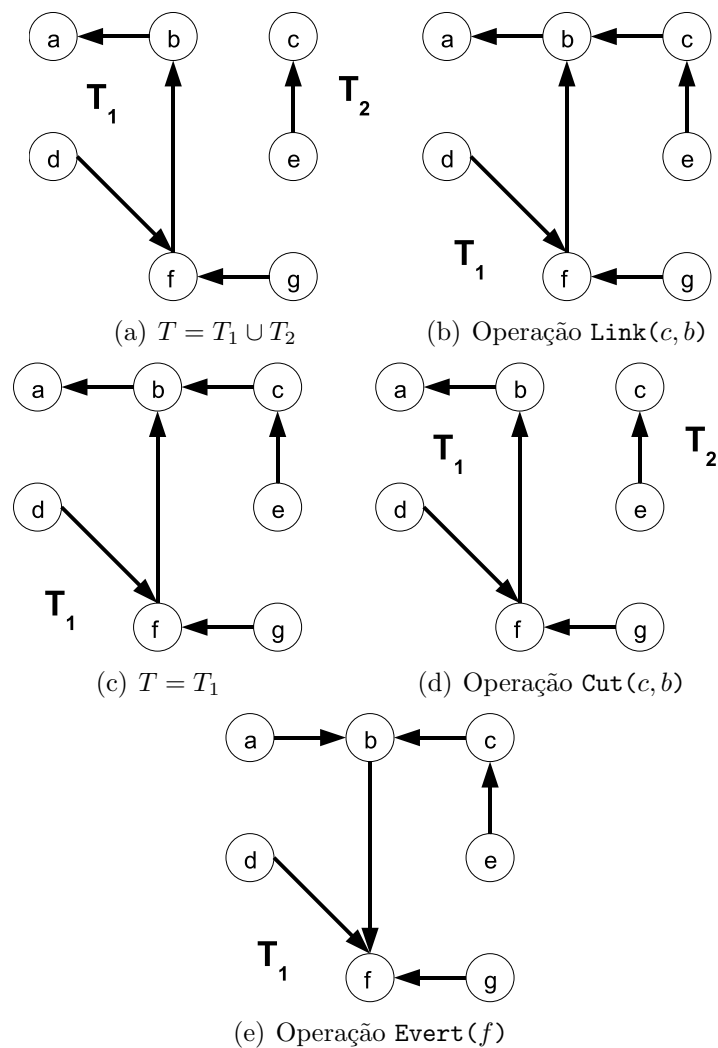 a b c a b c
T1 T2
d e d e
T1
f g f g
(a) T = T1 ∪ T2 (b) Operação Link(c, b)
a b c a b c
T1 T2
d e d e
T1
f g f g
(c) T = T1 (d) Operação Cut(c, b)
a b c
d e
T1
f g
(e) Operação Evert(f)